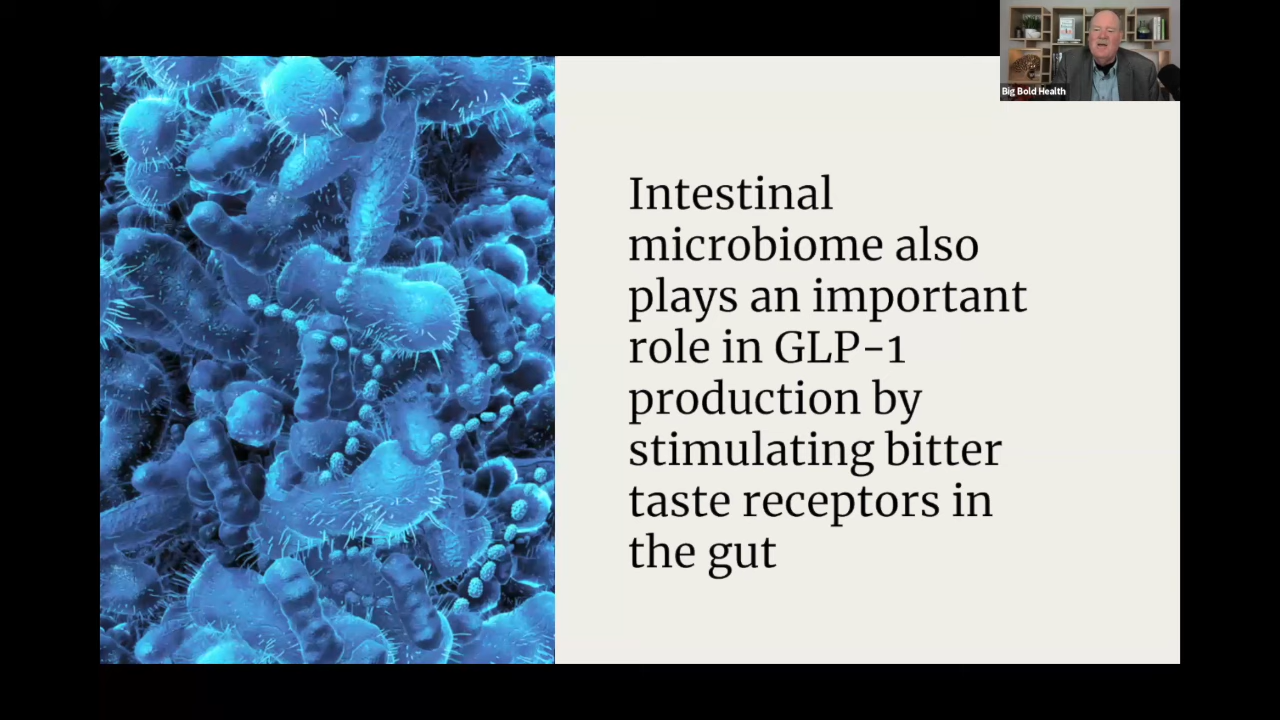 Big Bold Health
Intestinal
microbiome also
plays an important
role in GLP-1
production by
stimulating bitter
taste receptors in
the gut